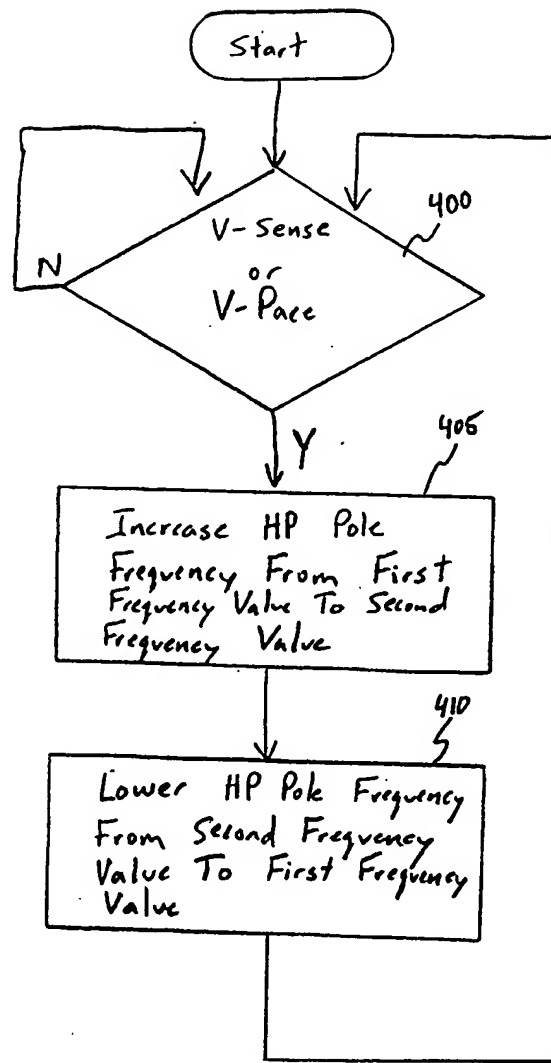 Start
400
V-Sense
or
V-Pace
N
Y
405
Increase HP Pole
Frequency From First
Frequency Value To Second
Frequency Value
410
Lower HP Pole Frequency
From Second Frequency
Value To First Frequency
Value